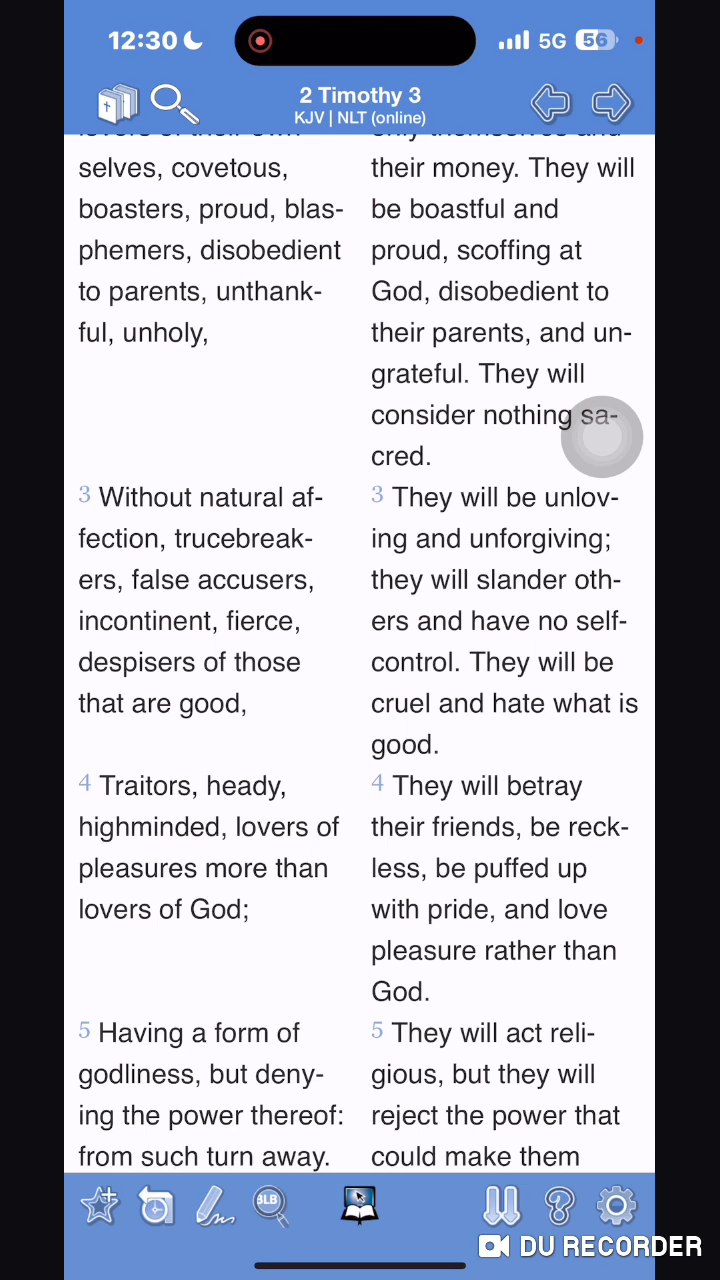 12:30
5G 56
2 Timothy 3
KJV | NLT (online)
lovers of their own
selves, covetous,
boasters, proud, blas-
phemers, disobedient
to parents, unthank-
ful, unholy,
only themselves and
their money. They will
be boastful and
proud, scoffing at
God, disobedient to
their parents, and un-
grateful. They will
consider nothing sa-
cred.
3 Without natural af-
fection, trucebreak-
ers, false accusers,
incontinent, fierce,
despisers of those
that are good,
3 They will be unlov-
ing and unforgiving;
they will slander oth-
ers and have no self-
control. They will be
cruel and hate what is
good.
4 Traitors, heady,
highminded, lovers of
pleasures more than
lovers of God;
4 They will betray
their friends, be reck-
less, be puffed up
with pride, and love
pleasure rather than
God.
5 Having a form of
godliness, but deny-
ing the power thereof:
from such turn away.
5 They will act reli-
gious, but they will
reject the power that
could make them
BLB
DU RECORDER